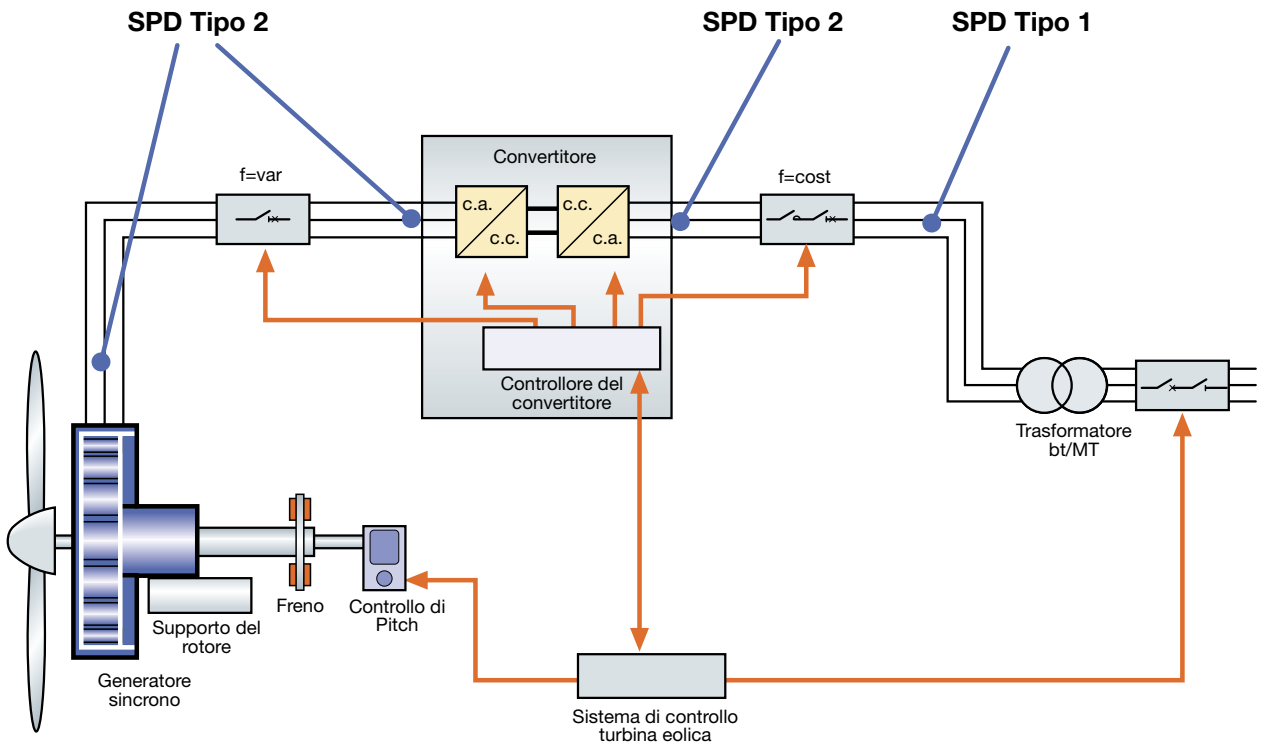 SPD Tipo 2
SPD Tipo 2
SPD Tipo 1
Convertitore
f=var
f=cost
c.a.
c.c.
c.c.
c.a.
Controllore del
convertitore
Trasformatore
bt/MT
Freno
Controllo di
Pitch
Supporto del
rotore
Generatore
sincrono
Sistema di controllo
turbina eolica